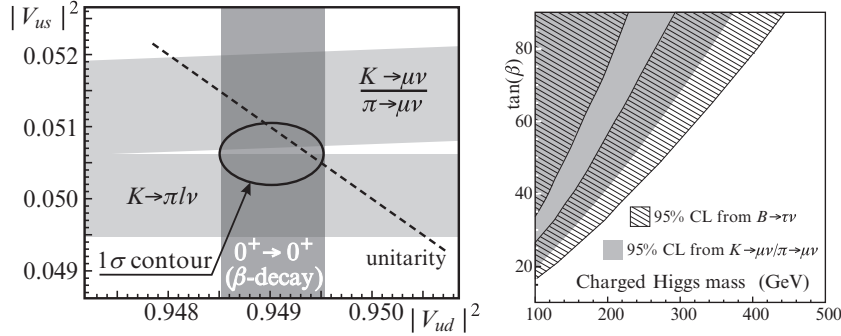 |V_us|^2
0.052
0.051
0.050
0.049
K→μν
π→μν
K→πlν
1σ contour
0^+→0^+
(β-decay)
unitarity
0.948
0.949
0.950
|V_ud|^2
tan(β)
80
60
40
20
95% CL from B→τν
95% CL from K→μν/π→μν
Charged Higgs mass (GeV)
100
200
300
400
500